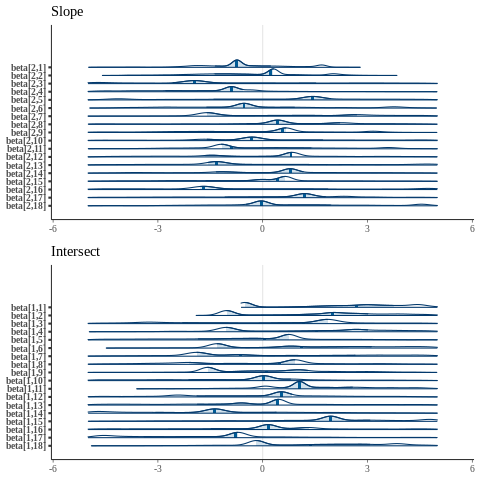 Slope
beta[2,1]
beta[2,2]
beta[2,3]
beta[2,4]
beta[2,5]
beta[2,6]
beta[2,7]
beta[2,8]
beta[2,9]
beta[2,10]
beta[2,11]
beta[2,12]
beta[2,13]
beta[2,14]
beta[2,15]
beta[2,16]
beta[2,17]
beta[2,18]
-6 -3 0 3 6
Intersect
beta[1,1]
beta[1,2]
beta[1,3]
beta[1,4]
beta[1,5]
beta[1,6]
beta[1,7]
beta[1,8]
beta[1,9]
beta[1,10]
beta[1,11]
beta[1,12]
beta[1,13]
beta[1,14]
beta[1,15]
beta[1,16]
beta[1,17]
beta[1,18]
-6 -3 0 3 6